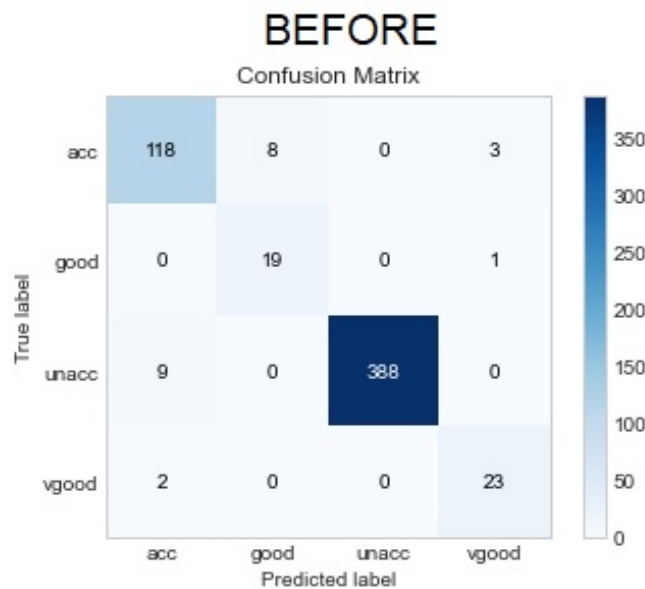 BEFORE
Confusion Matrix
acc 118 8 0 3
good 0 19 0 1
unacc 9 0 388 0
vgood 2 0 0 23
acc good unacc vgood
Predicted label
True label
350
300
250
200
150
100
50
0